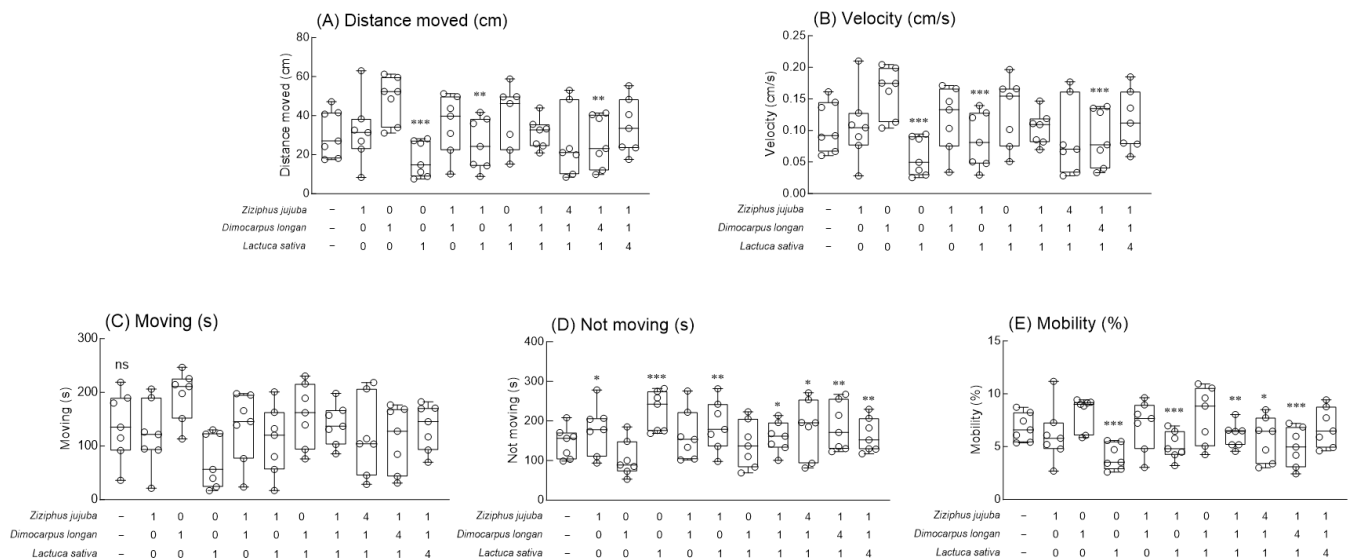 (A) Distance moved (cm)
Distance moved (cm)
80
60
40
20
0
***
**
**
Ziziphus jujuba – 1 0 0 1 1 0 1 4 1 1
Dimocarpus longan – 0 1 0 1 0 1 1 1 4 1
Lactuca sativa – 0 0 1 0 1 1 1 1 1 4
(B) Velocity (cm/s)
Velocity (cm/s)
0.25
0.20
0.15
0.10
0.05
0.00
***
***
***
Ziziphus jujuba – 1 0 0 1 1 0 1 4 1 1
Dimocarpus longan – 0 1 0 1 0 1 1 1 4 1
Lactuca sativa – 0 0 1 0 1 1 1 1 1 4
(C) Moving (s)
Moving (s)
300
200
100
0
ns
Ziziphus jujuba – 1 0 0 1 1 0 1 4 1 1
Dimocarpus longan – 0 1 0 1 0 1 1 1 4 1
Lactuca sativa – 0 0 1 0 1 1 1 1 1 4
(D) Not moving (s)
Not moving (s)
400
300
200
100
0
*
***
**
*
*
**
**
Ziziphus jujuba – 1 0 0 1 1 0 1 4 1 1
Dimocarpus longan – 0 1 0 1 0 1 1 1 4 1
Lactuca sativa – 0 0 1 0 1 1 1 1 1 4
(E) Mobility (%)
Mobility (%)
15
10
5
0
***
***
**
*
***
Ziziphus jujuba – 1 0 0 1 1 0 1 4 1 1
Dimocarpus longan – 0 1 0 1 0 1 1 1 4 1
Lactuca sativa – 0 0 1 0 1 1 1 1 1 4